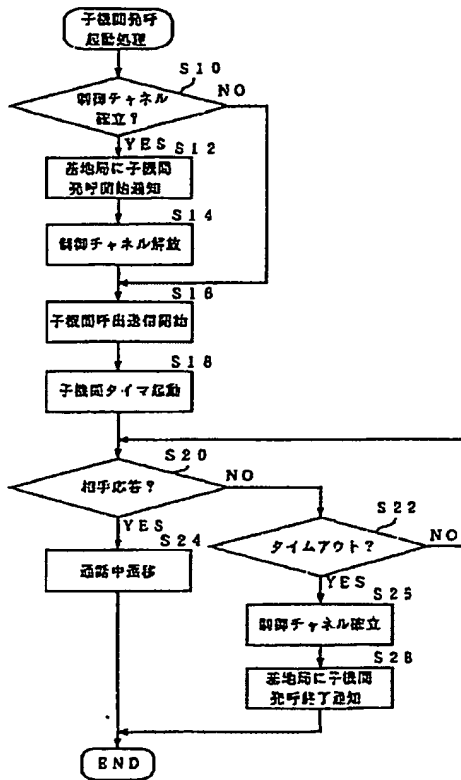 子機間発呼
起動処理
S10
制御チャネル
確立?
NO
YES
S12
基地局に子機間
発呼開始通知
S14
制御チャネル解放
S16
子機間呼出送信開始
S18
子機間タイマ起動
S20
相手応答?
NO
YES
S22
タイムアウト?
NO
S24
通話中遷移
YES
S25
制御チャネル確立
S28
基地局に子機間
発呼終了通知
END